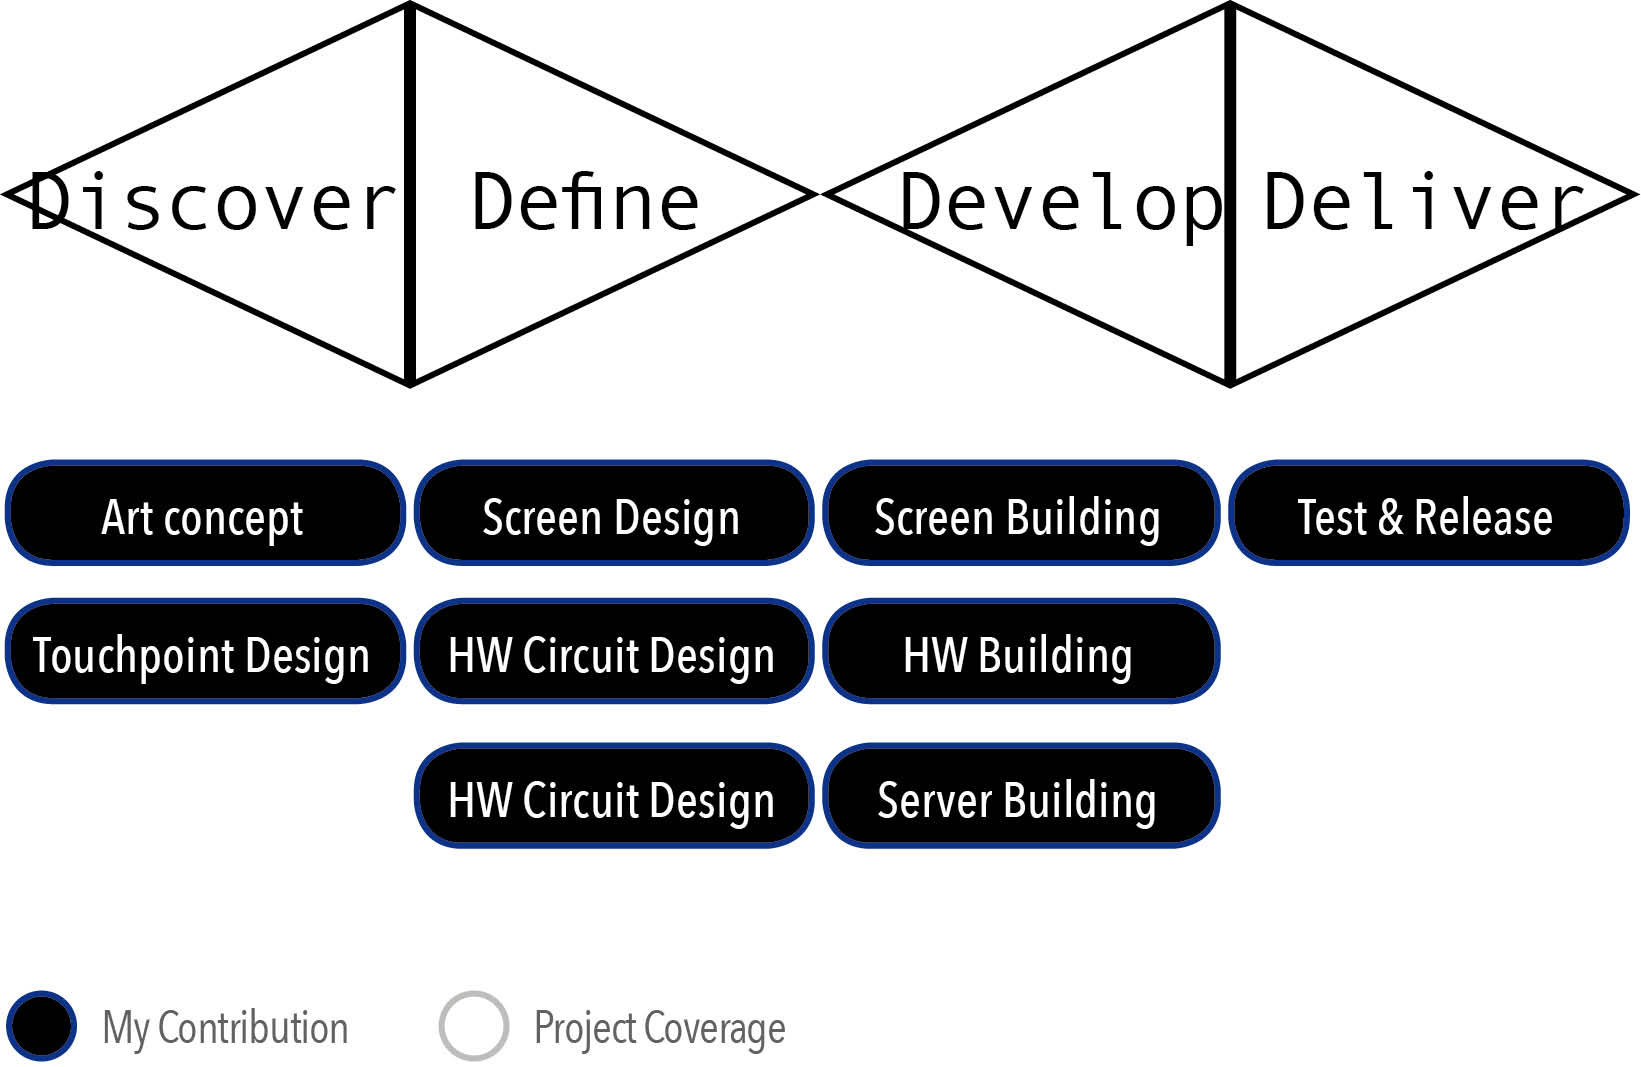 Discover Define Develop Deliver
Art concept Screen Design Screen Building Test & Release
Touchpoint Design HW Circuit Design HW Building
HW Circuit Design Server Building
My Contribution Project Coverage